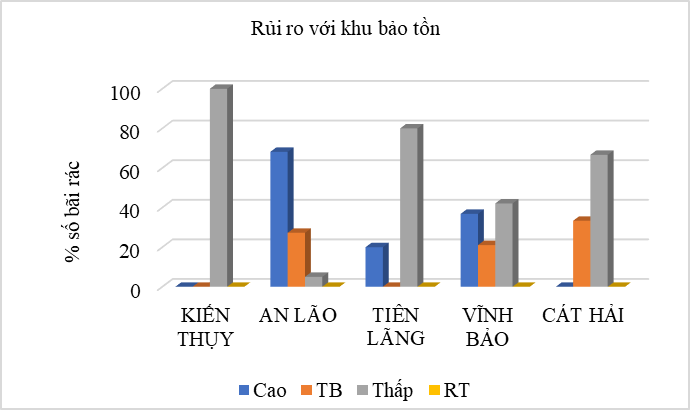 Rủi ro với khu bảo tồn
% số bãi rác
100
80
60
40
20
0
KIẾN THỤY
AN LÃO
TIÊN LÃNG
VĨNH BẢO
CÁT HẢI
Cao TB Thấp RT